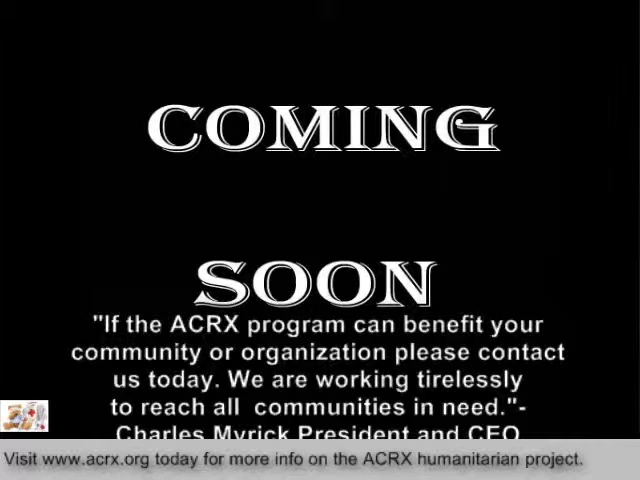 COMING
SOON
"If the ACRX program can benefit your
community or organization please contact
us today. We are working tirelessly
to reach all  communities in need."-
Charles Myrick President and CEO
Visit www.acrx.org today for more info on the ACRX humanitarian project.